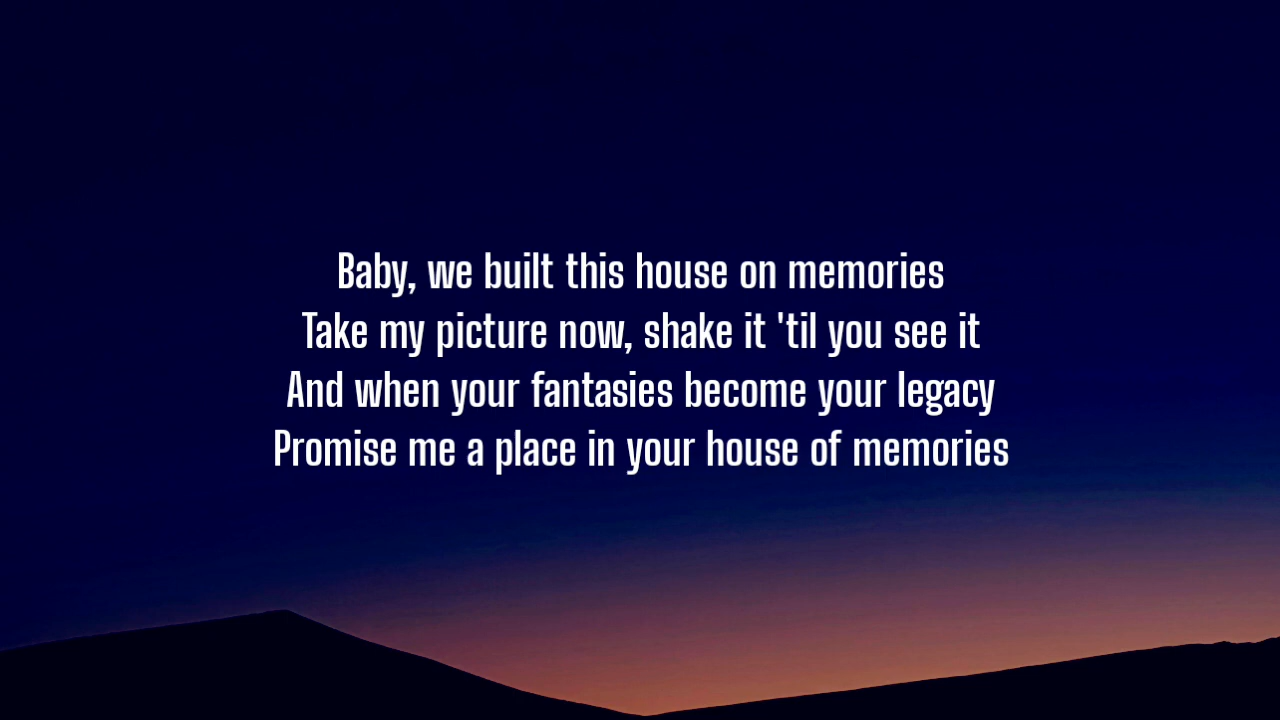 Baby, we built this house on memories
Take my picture now, shake it 'til you see it
And when your fantasies become your legacy
Promise me a place in your house of memories